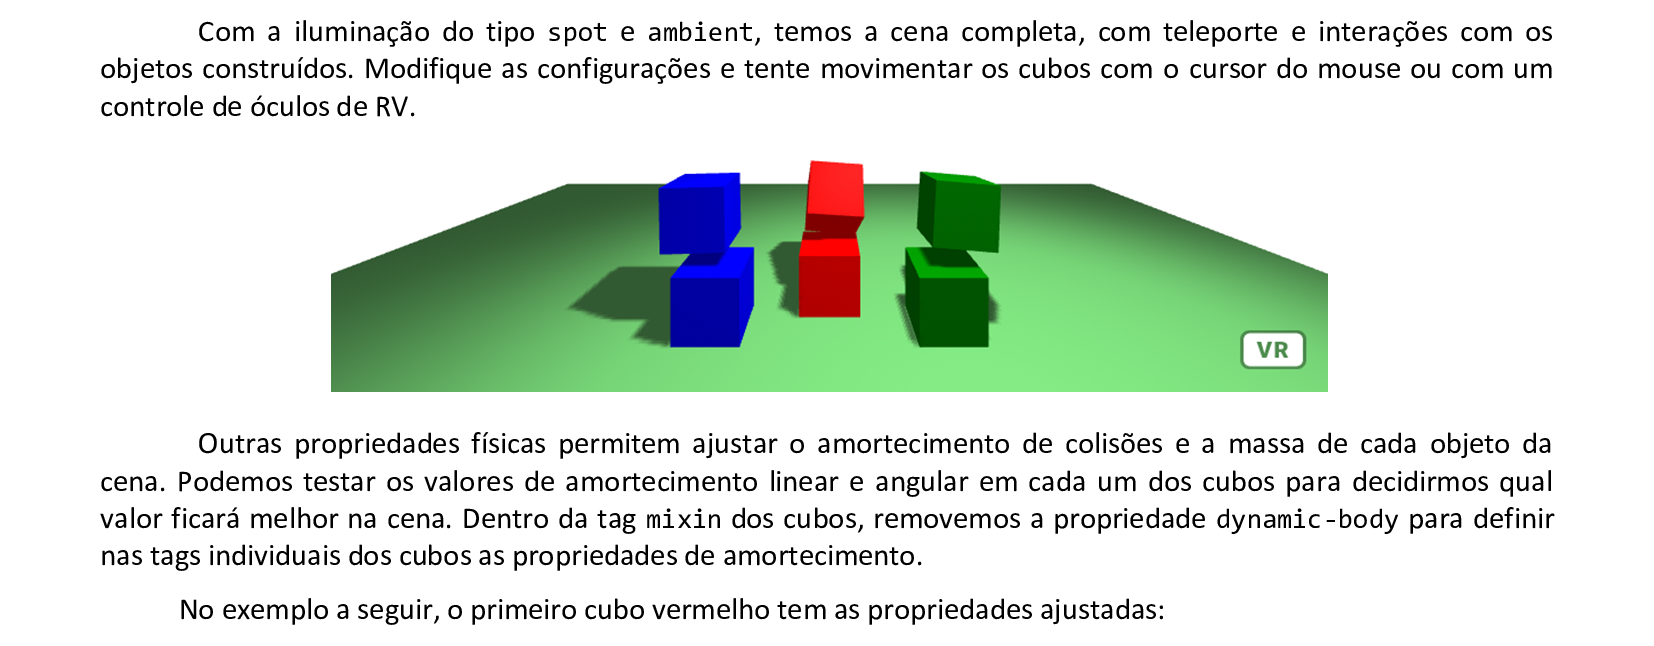 Com a iluminação do tipo spot e ambient, temos a cena completa, com teleporte e interações com os
objetos construídos. Modifique as configurações e tente movimentar os cubos com o cursor do mouse ou com um
controle de óculos de RV.
VR
Outras propriedades físicas permitem ajustar o amortecimento de colisões e a massa de cada objeto da
cena. Podemos testar os valores de amortecimento linear e angular em cada um dos cubos para decidirmos qual
valor ficará melhor na cena. Dentro da tag mixin dos cubos, removemos a propriedade dynamic-body para definir
nas tags individuais dos cubos as propriedades de amortecimento.
No exemplo a seguir, o primeiro cubo vermelho tem as propriedades ajustadas: